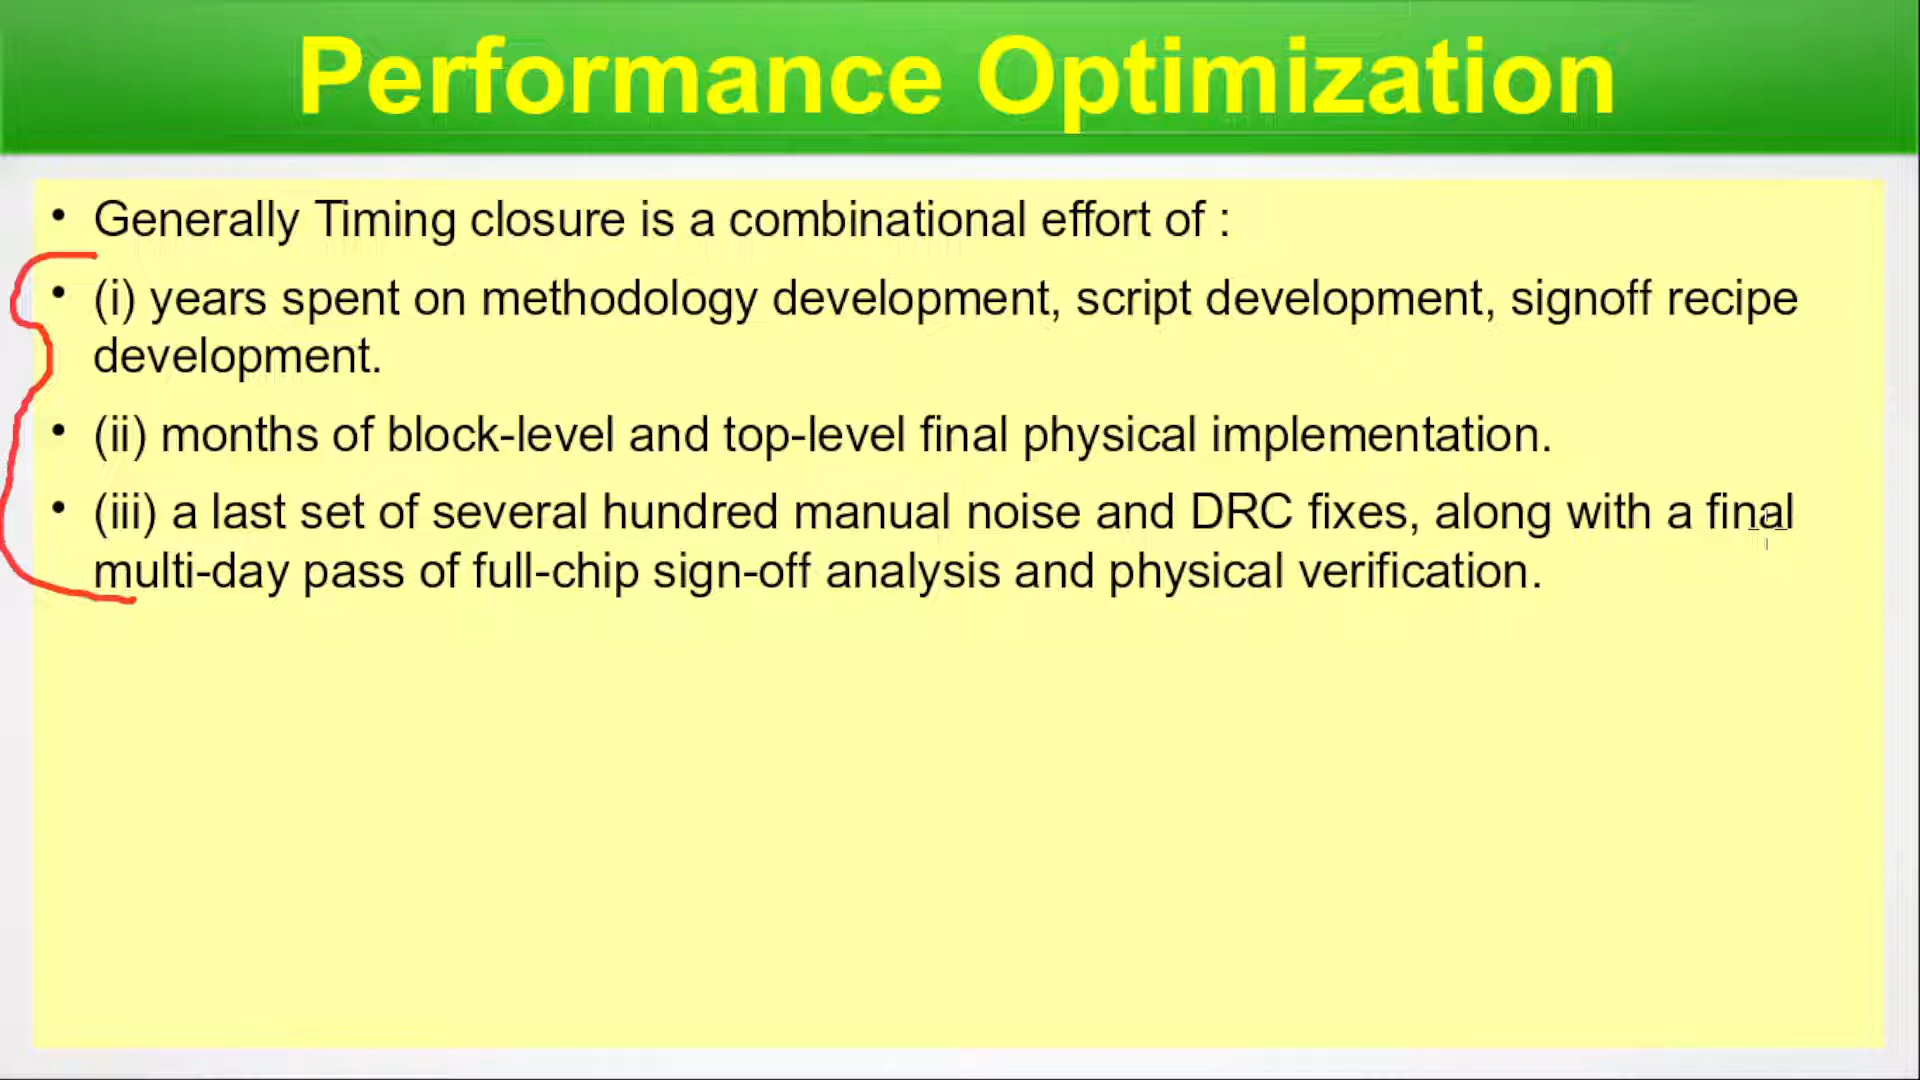 Performance Optimization
• Generally Timing closure is a combinational effort of :
• (i) years spent on methodology development, script development, signoff recipe
development.
• (ii) months of block-level and top-level final physical implementation.
• (iii) a last set of several hundred manual noise and DRC fixes, along with a final
multi-day pass of full-chip sign-off analysis and physical verification.